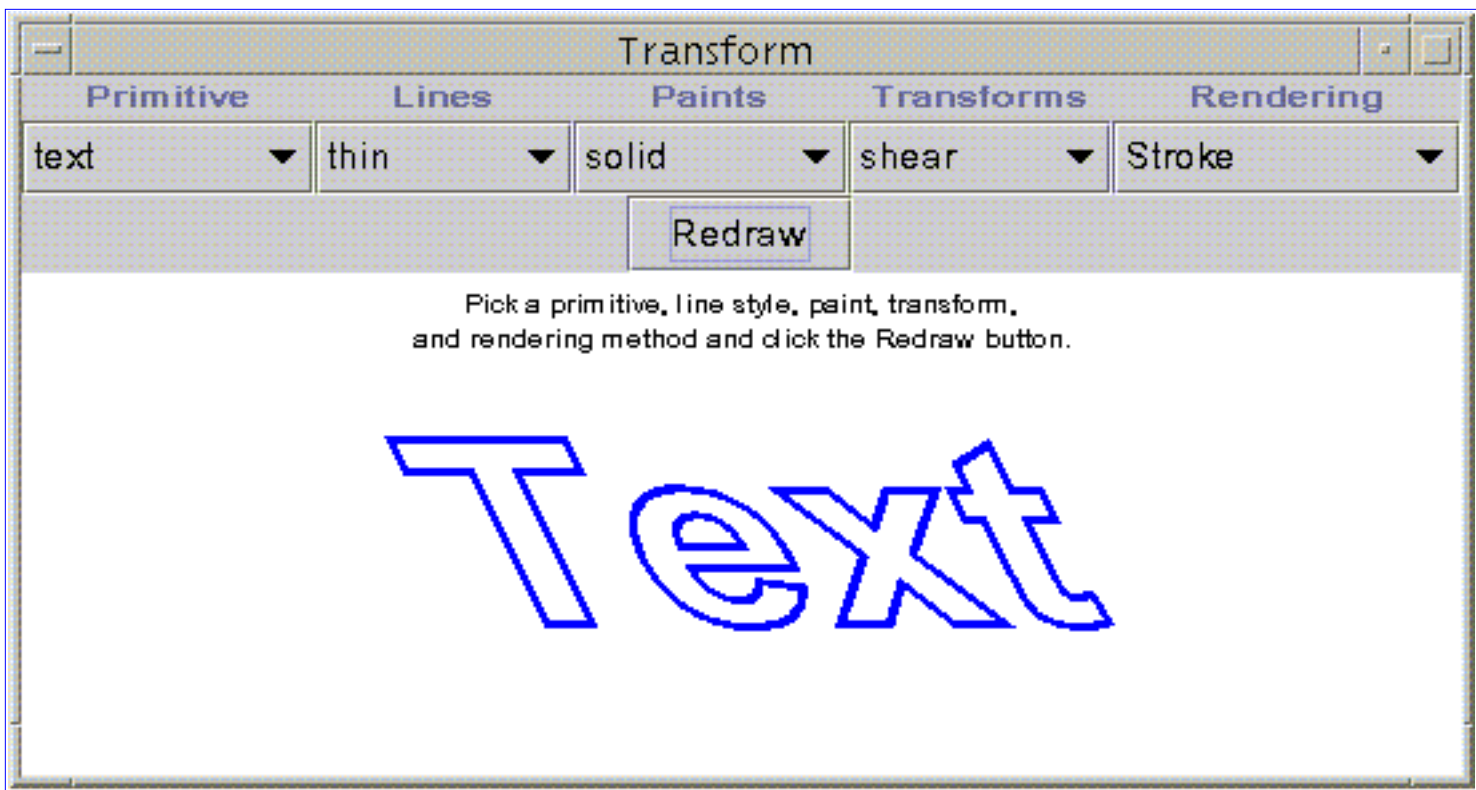 Transform
Primitive Lines Paints Transforms Rendering
text thin solid shear Stroke
Redraw
Pick a primitive, line style, paint, transform,
and rendering method and click the Redraw button.
Text